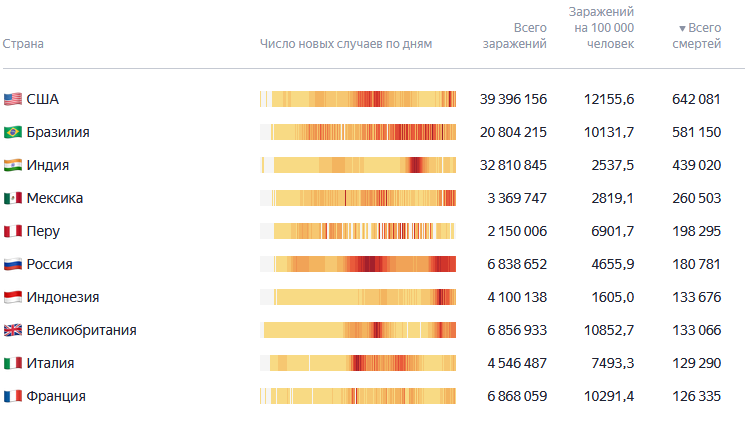 Страна Число новых случаев по дням Всего заражений Заражений на 100 000 человек ▼ Всего смертей
США 39 396 156 12155,6 642 081
Бразилия 20 804 215 10131,7 581 150
Индия 32 810 845 2537,5 439 020
Мексика 3 369 747 2819,1 260 503
Перу 2 150 006 6901,7 198 295
Россия 6 838 652 4655,9 180 781
Индонезия 4 100 138 1605,0 133 676
Великобритания 6 856 933 10852,7 133 066
Италия 4 546 487 7493,3 129 290
Франция 6 868 059 10291,4 126 335